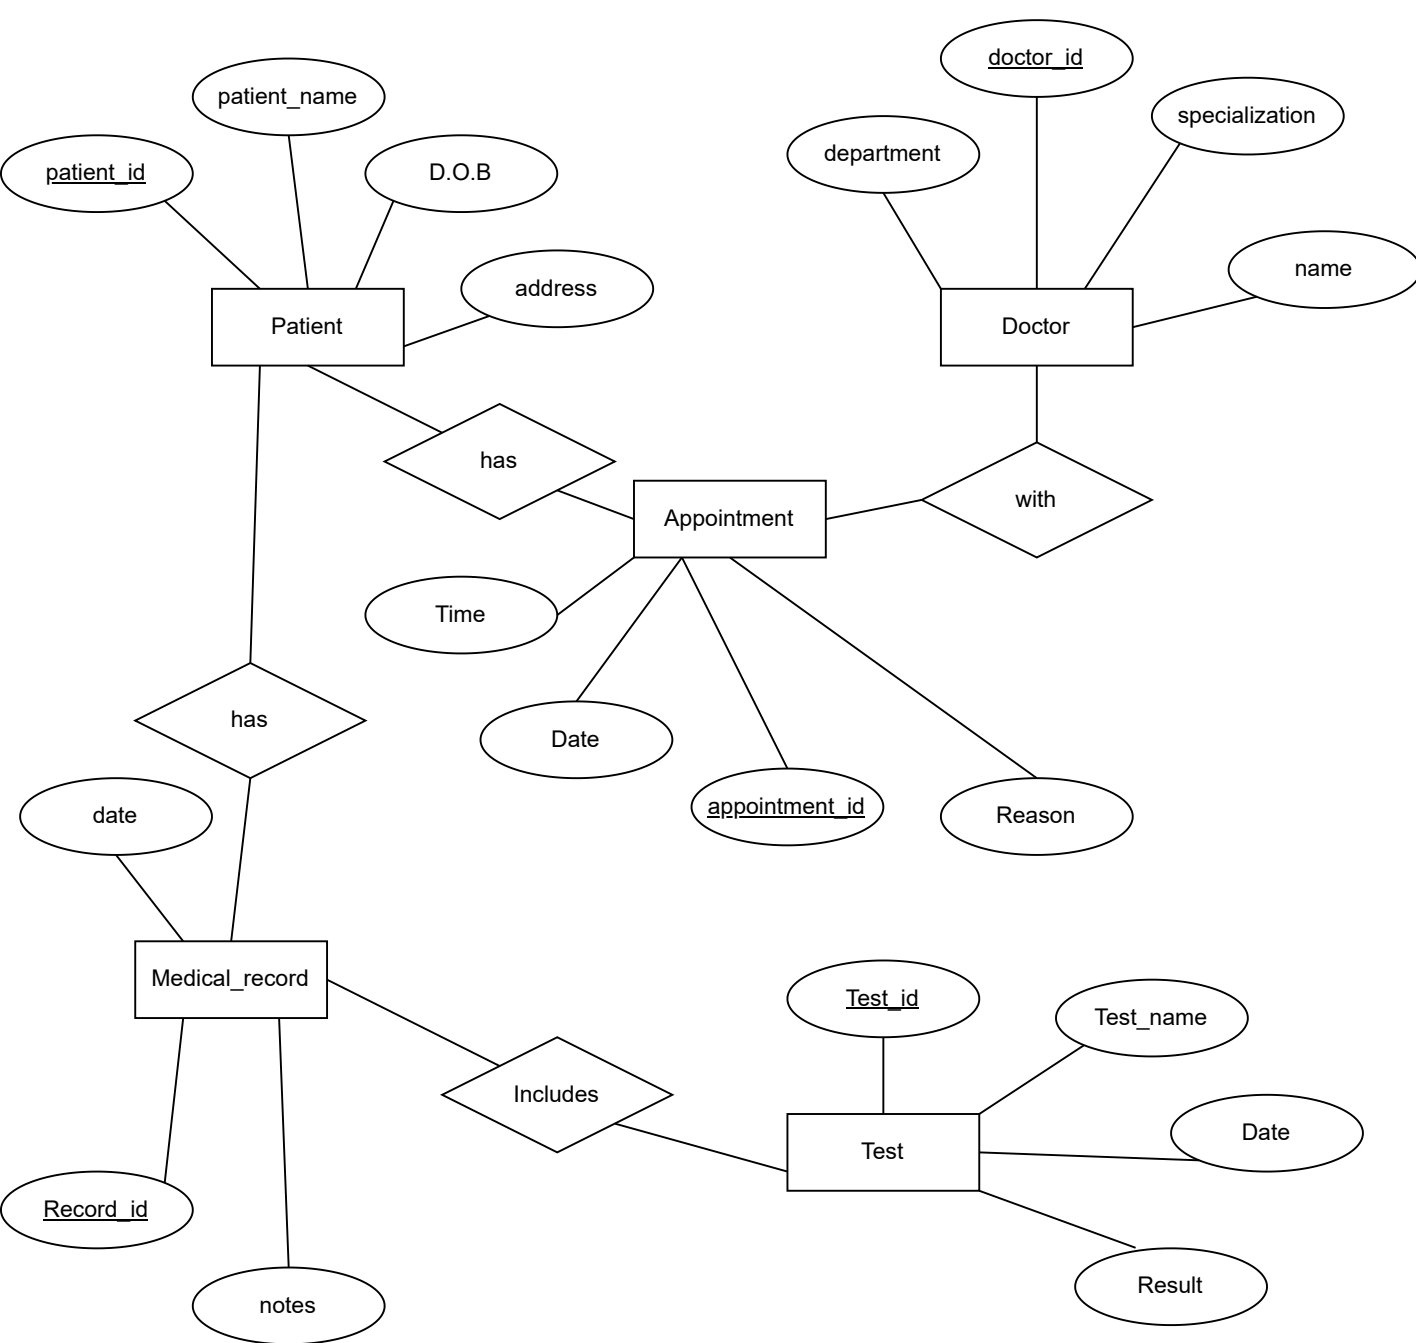 doctor_id
patient_name
specialization
department
patient_id
D.O.B
name
address
Patient
Doctor
has
with
Appointment
Time
has
Date
appointment_id
date
Reason
Medical_record
Test_id
Test_name
Includes
Date
Test
Record_id
Result
notes